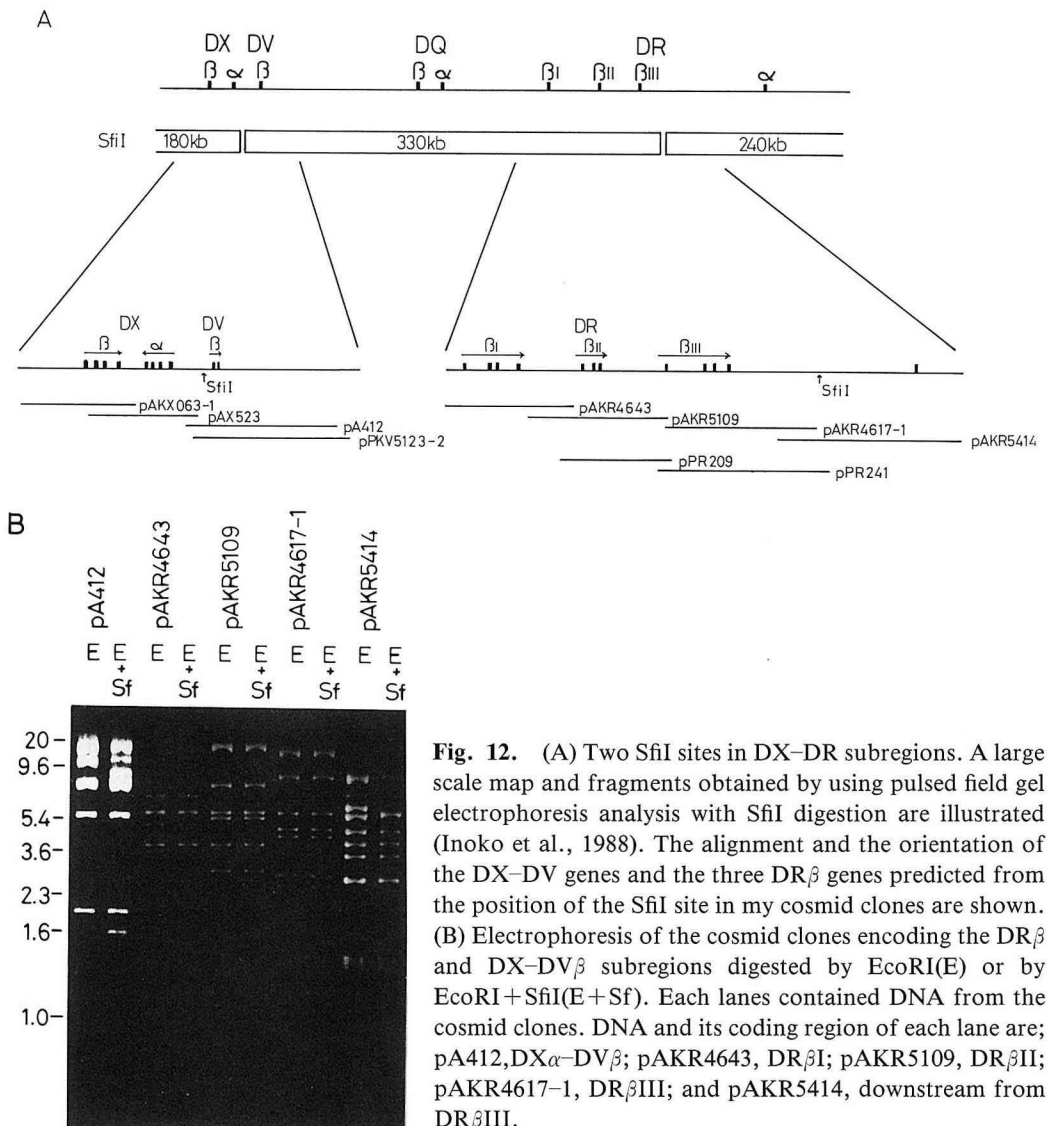 A
DX DV DQ DR
β α β β α βI βII βIII α
SfiI 180kb 330kb 240kb
DX DV
β α β
↑SfiI
pAKX063-1
pAX523
pA412
pPKV5123-2
DR
βI βII βIII
↑
SfiI
pAKR4643
pAKR5109
pAKR4617-1
pAKR5414
pPR209
pPR241
B
pA412
pAKR4643
pAKR5109
pAKR4617-1
pAKR5414
E E+Sf E E+Sf E E+Sf E E+Sf E E+Sf
20-
9.6-
5.4-
3.6-
2.3-
1.6-
1.0-
Fig. 12. (A) Two SfiI sites in DX–DR subregions. A large
scale map and fragments obtained by using pulsed field gel
electrophoresis analysis with SfiI digestion are illustrated
(Inoko et al., 1988). The alignment and the orientation of
the DX–DV genes and the three DRβ genes predicted from
the position of the SfiI site in my cosmid clones are shown.
(B) Electrophoresis of the cosmid clones encoding the DRβ
and DX–DVβ subregions digested by EcoRI(E) or by
EcoRI+SfiI(E+Sf). Each lanes contained DNA from the
cosmid clones. DNA and its coding region of each lane are;
pA412,DXα–DVβ; pAKR4643, DRβI; pAKR5109, DRβII;
pAKR4617–1, DRβIII; and pAKR5414, downstream from
DRβIII.